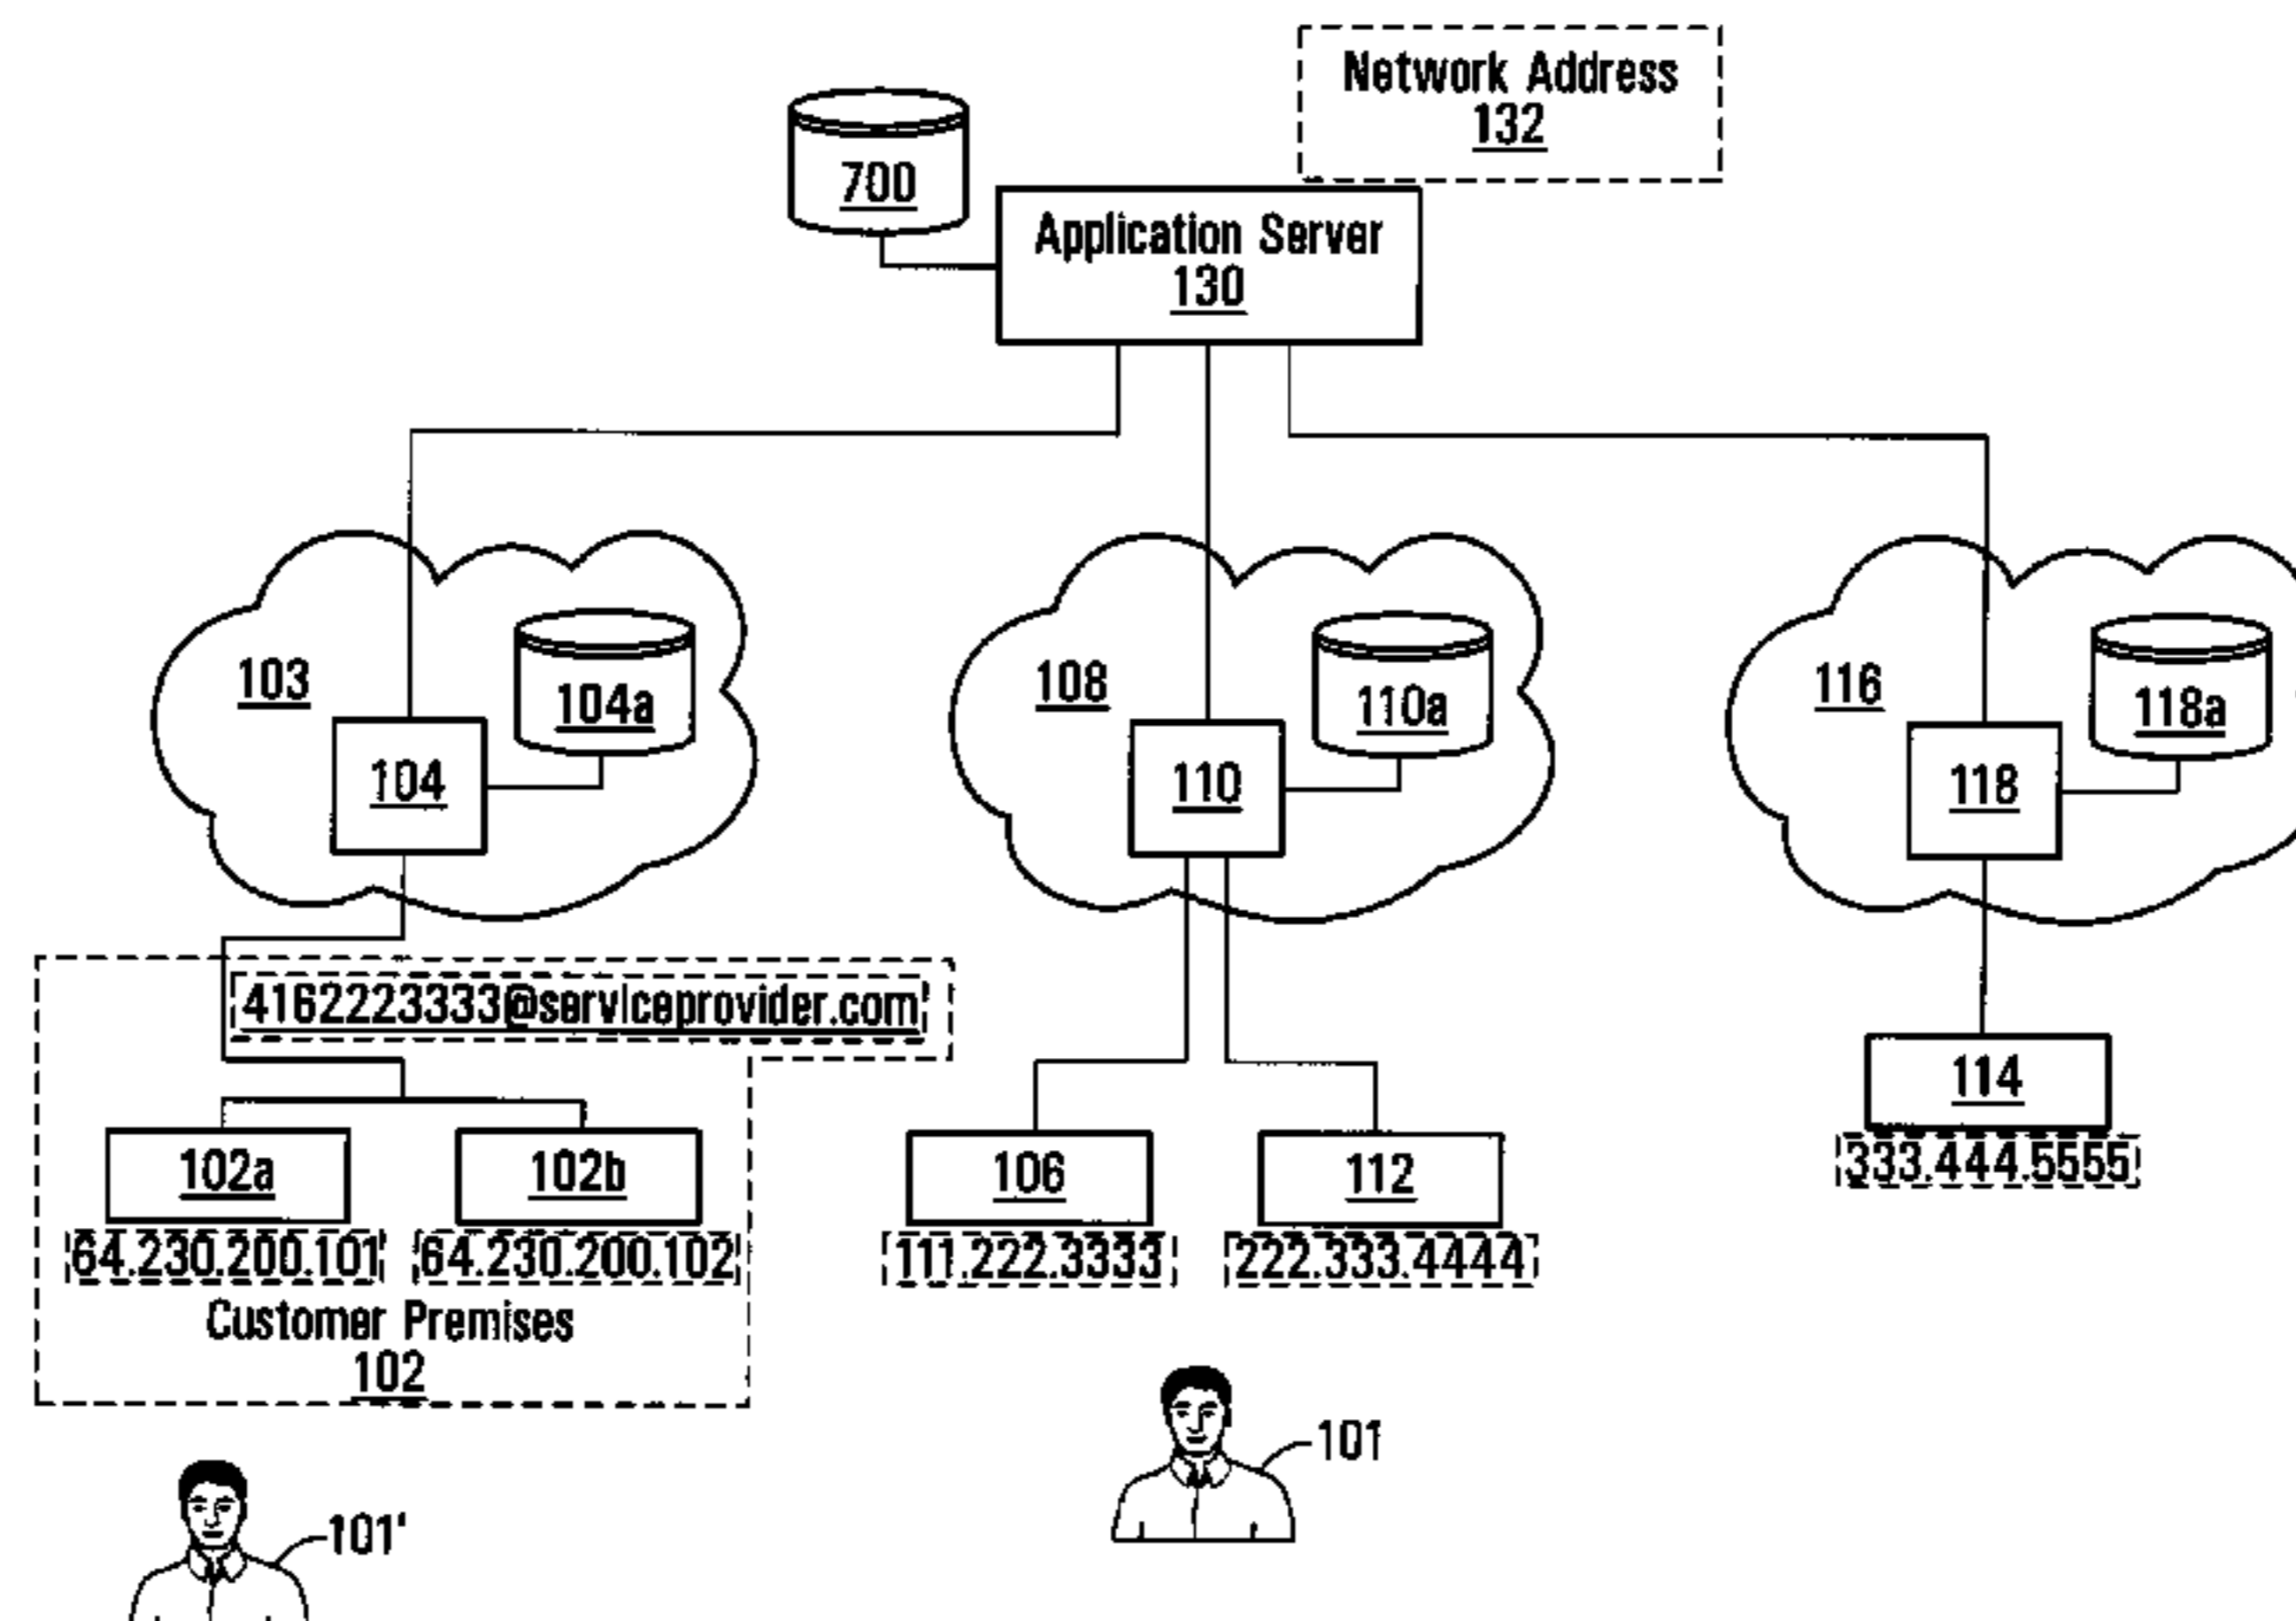 Network Address
132
700
Application Server
130
103
104a
104
108
110a
110
116
118a
118
4162223333@serviceprovider.com
114
333.444.5555
102a
102b
106
112
64.230.200.101
64.230.200.102
111.222.3333
222.333.4444
Customer Premises
102
101
101'